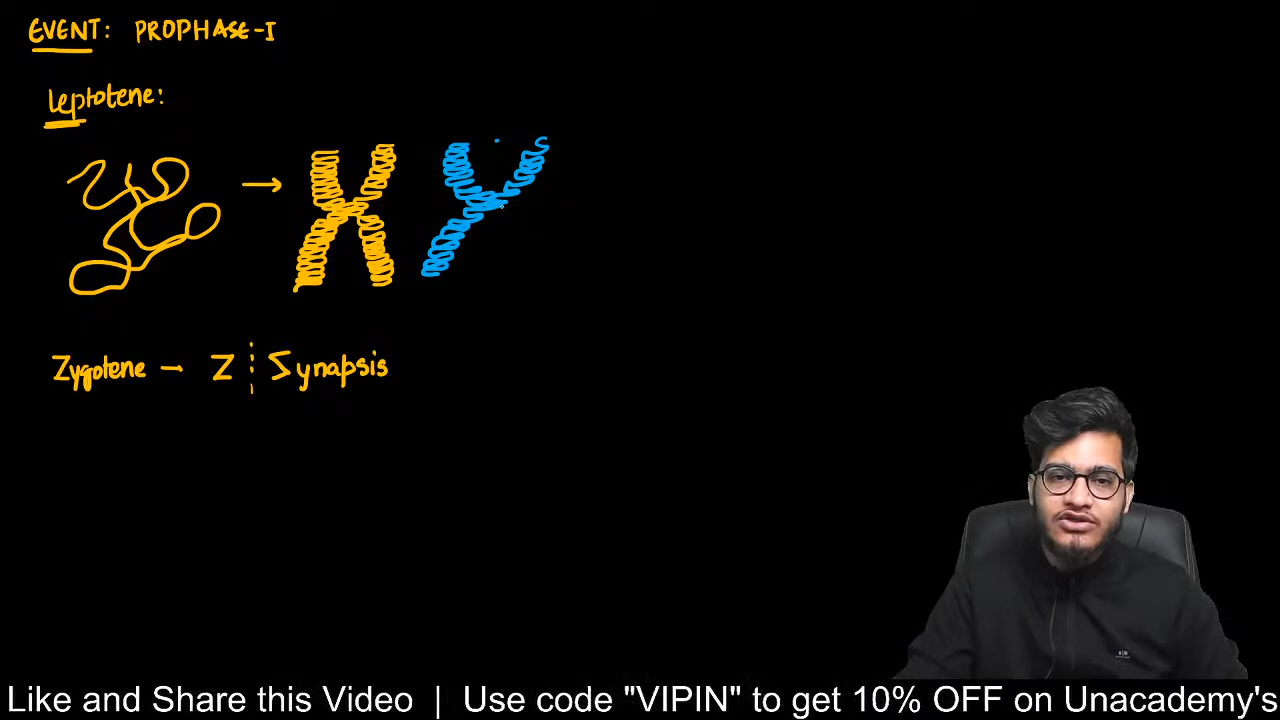 EVENT: PROPHASE-I
Leptotene:
Zygotene - Z Synapsis
Like and Share this Video | Use code "VIPIN" to get 10% OFF on Unacademy's